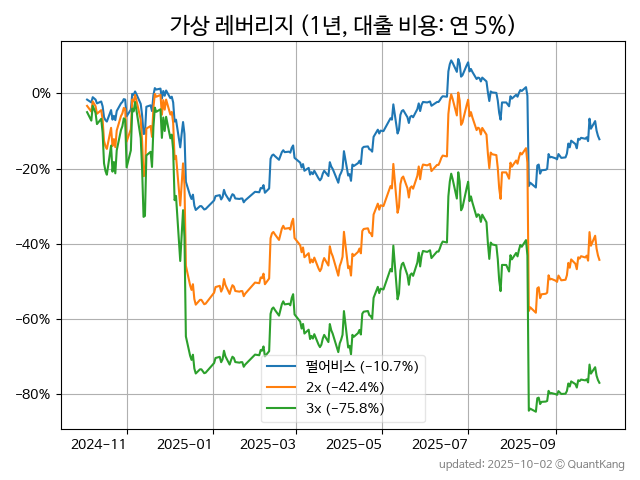 가상 레버리지 (1년, 대출 비용: 연 5%)
0%
−20%
−40%
−60%
−80%
펄어비스 (−10.7%)
2x (−42.4%)
3x (−75.8%)
2024-11
2025-01
2025-03
2025-05
2025-07
2025-09
updated: 2025-10-02 © QuantKang